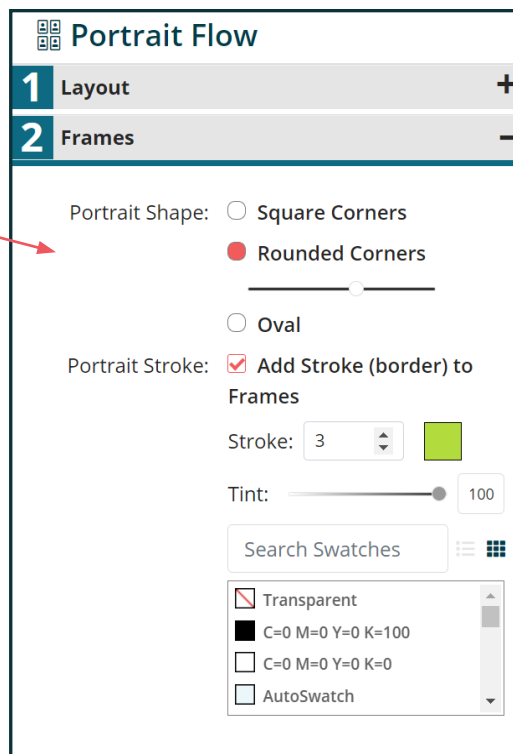 Portrait Flow
1 Layout +
2 Frames -
Portrait Shape: Square Corners
Rounded Corners
Oval
Portrait Stroke: Add Stroke (border) to
Frames
Stroke: 3
Tint: 100
Search Swatches
Transparent
C=0 M=0 Y=0 K=100
C=0 M=0 Y=0 K=0
AutoSwatch